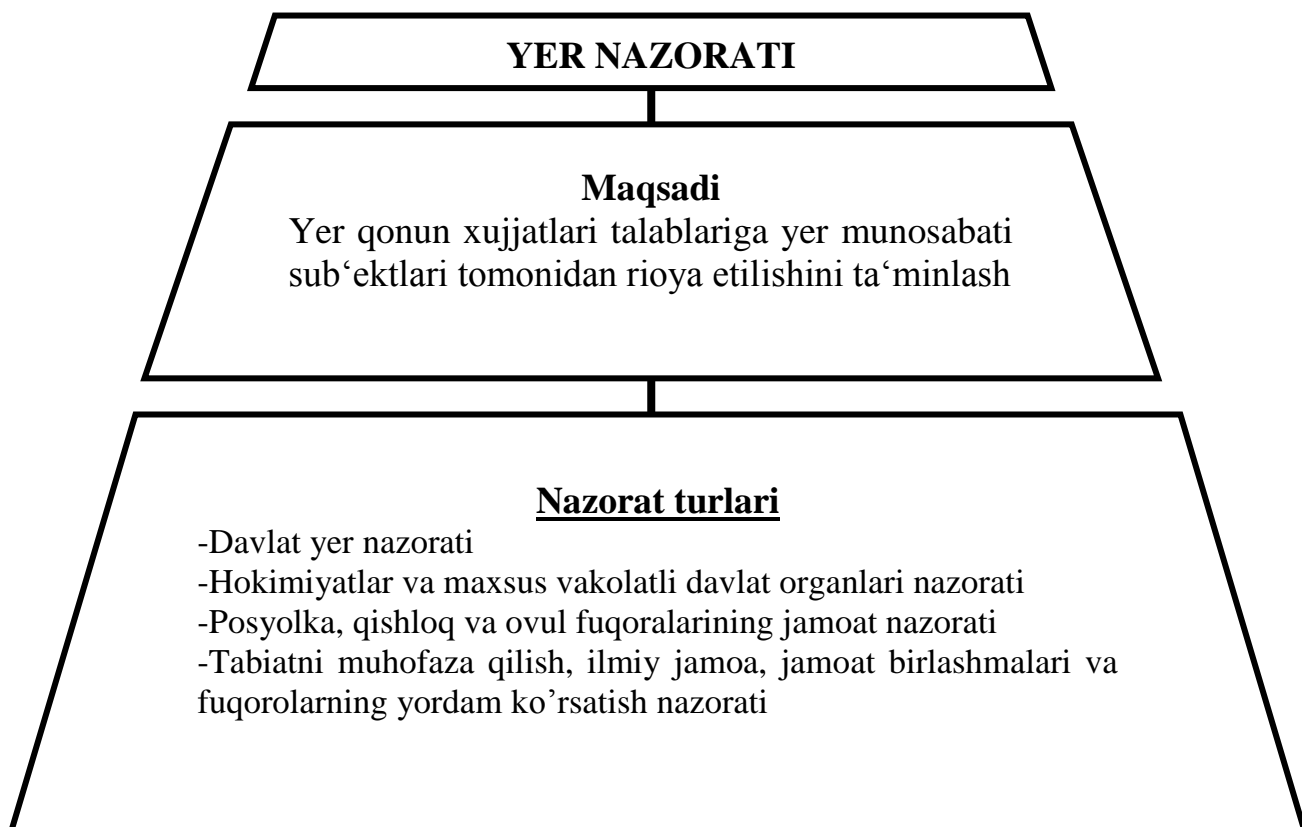 YER NAZORATI
Maqsadi
Yer qonun xujjatlari talablariga yer munosabati
sub‘ektlari tomonidan rioya etilishini ta‘minlash
Nazorat turlari
-Davlat yer nazorati
-Hokimiyatlar va maxsus vakolatli davlat organlari nazorati
-Posyolka, qishloq va ovul fuqoralarining jamoat nazorati
-Tabiatni muhofaza qilish, ilmiy jamoa, jamoat birlashmalari va
fuqorolarning yordam ko’rsatish nazorati